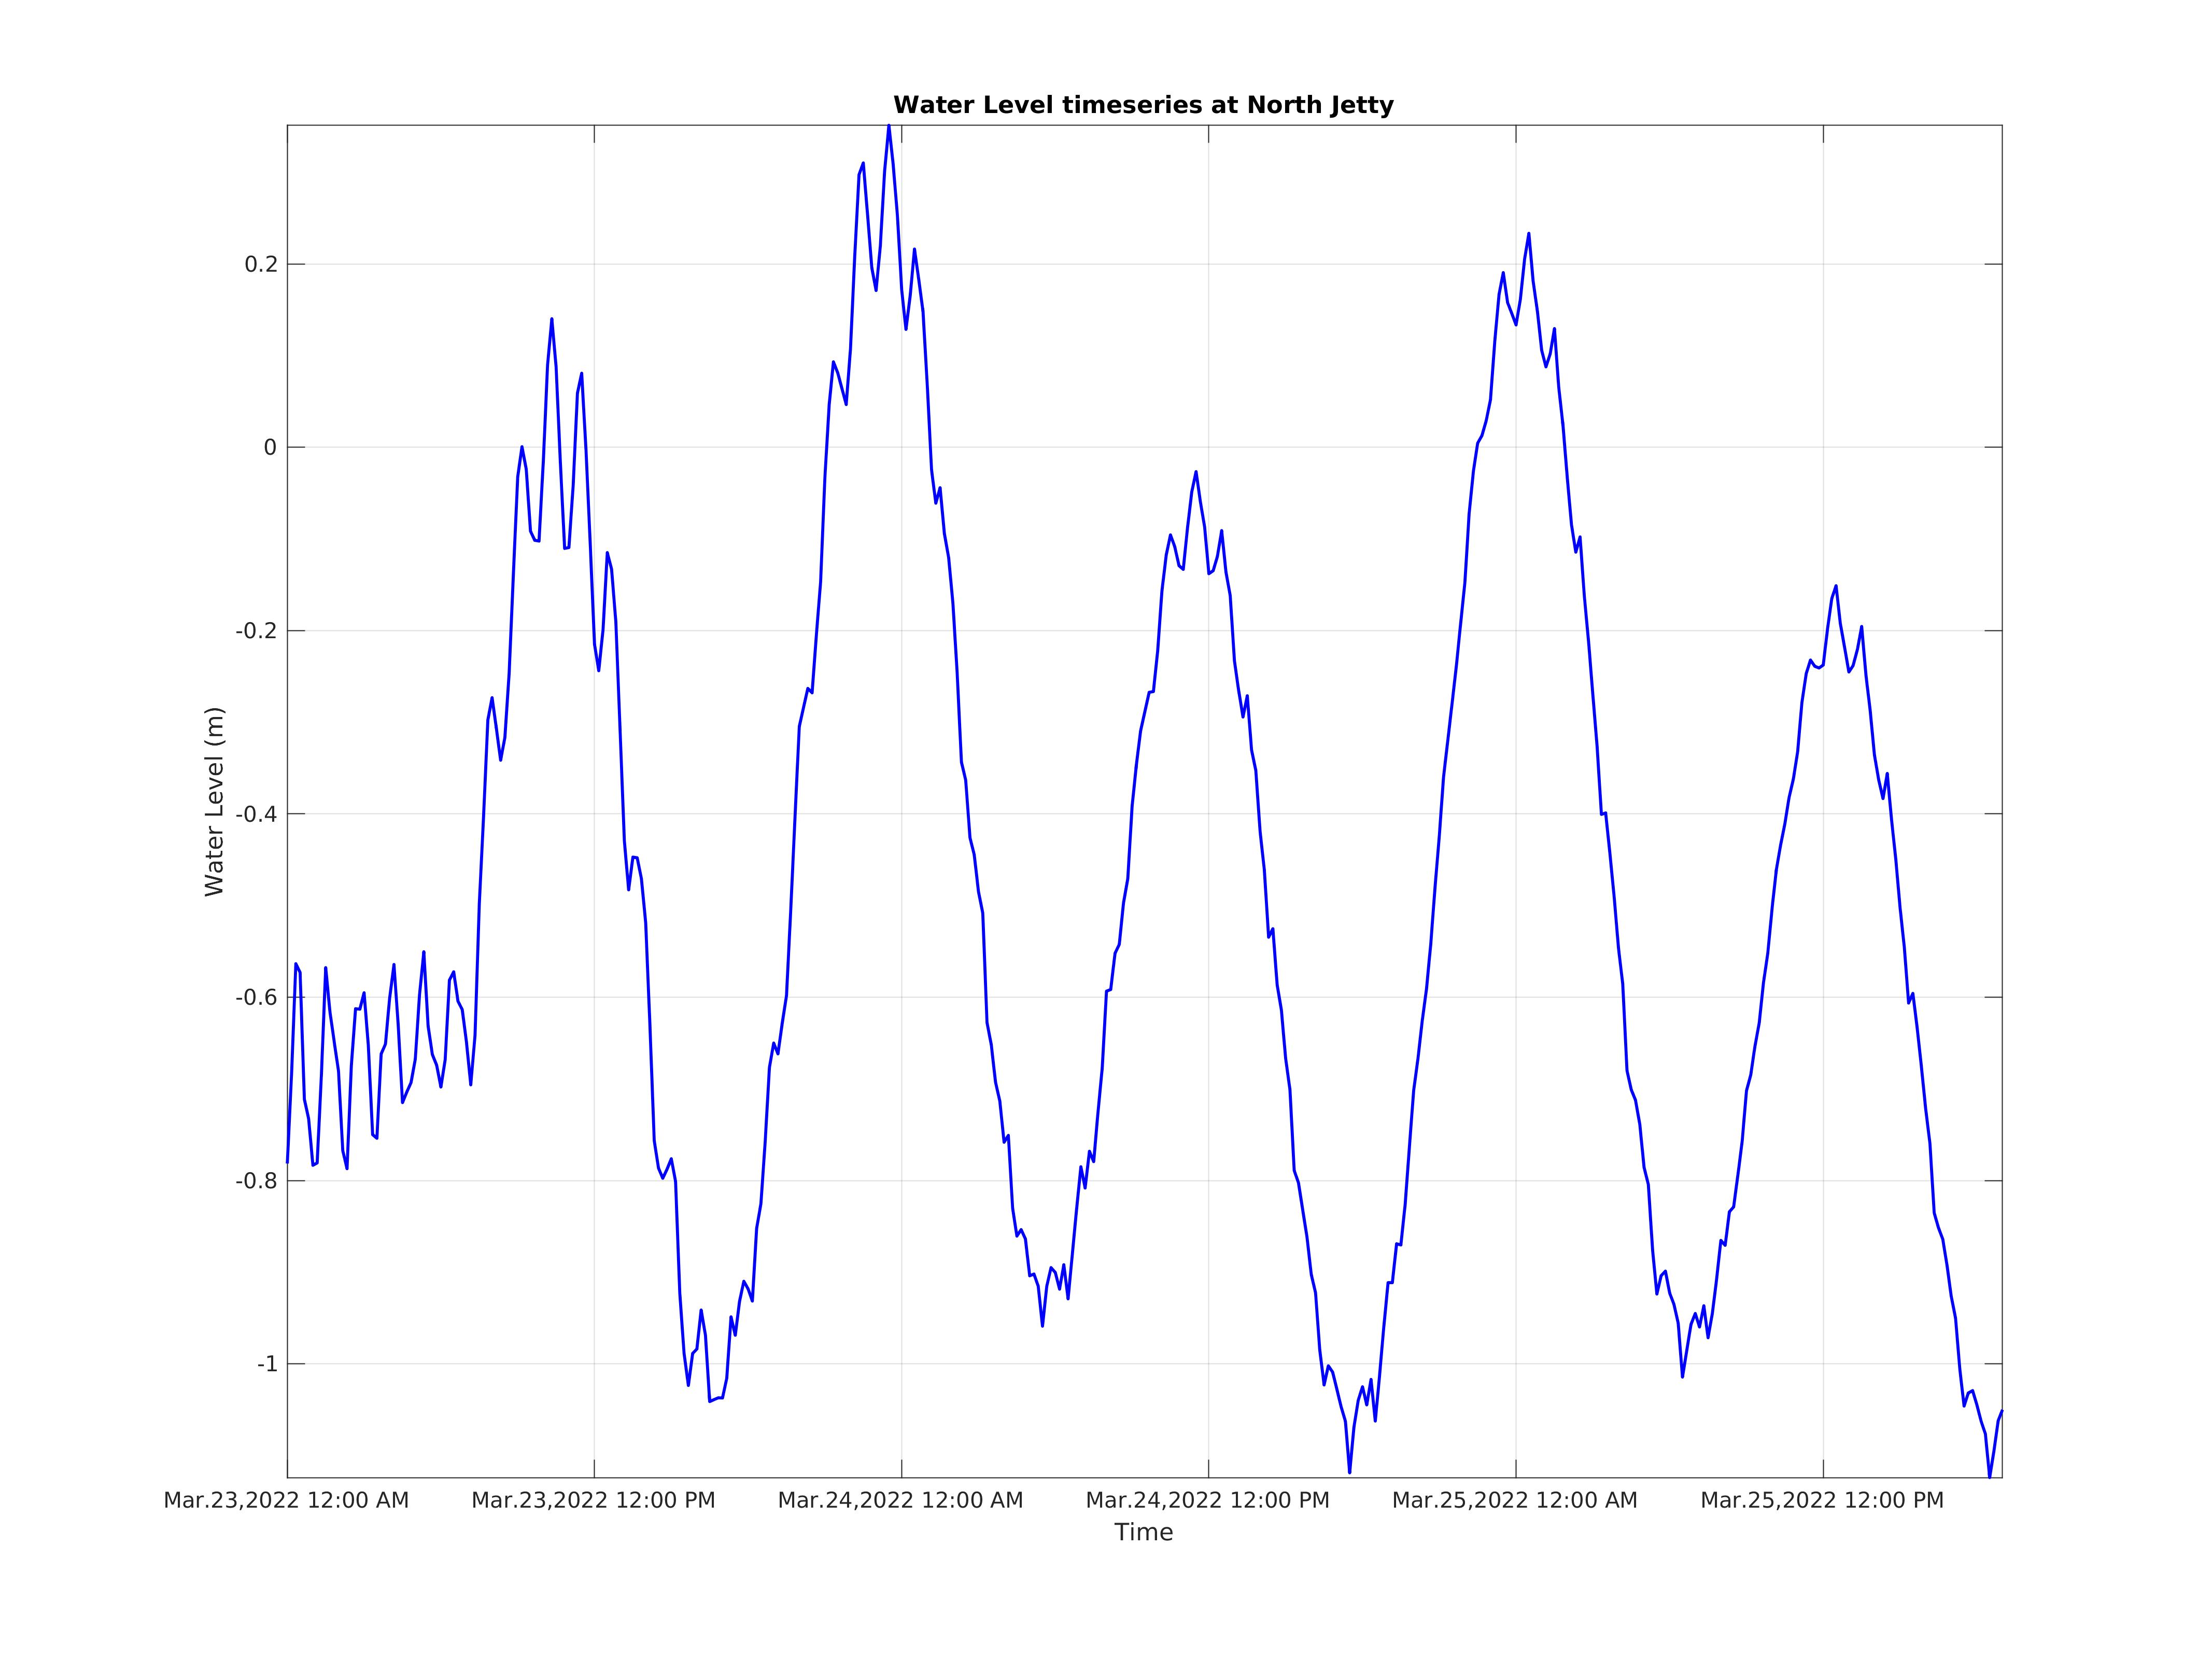 Water Level timeseries at North Jetty
0.2
0
-0.2
-0.4
-0.6
-0.8
-1
Water Level (m)
Mar.23,2022 12:00 AM Mar.23,2022 12:00 PM Mar.24,2022 12:00 AM Mar.24,2022 12:00 PM Mar.25,2022 12:00 AM Mar.25,2022 12:00 PM
Time